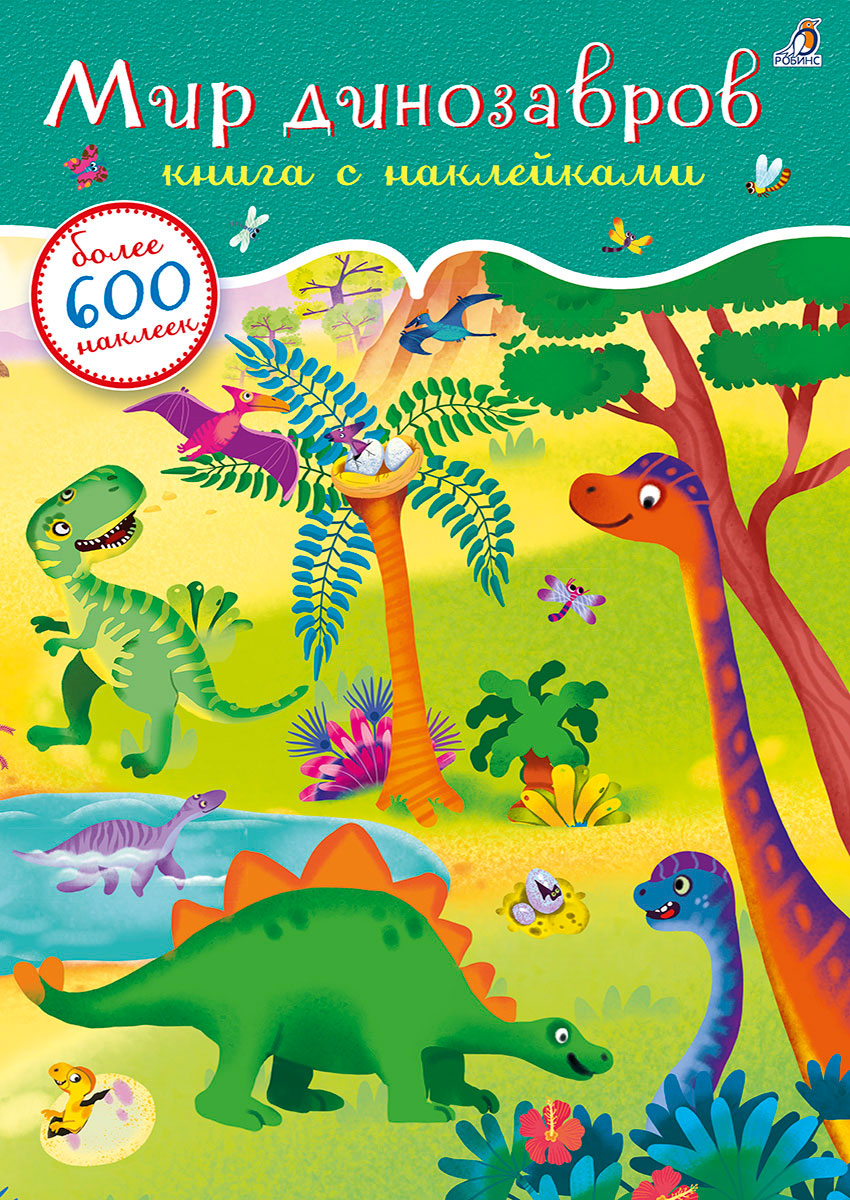 РОБИНС
Мир динозавров
книга с наклейками
более
600
наклеек